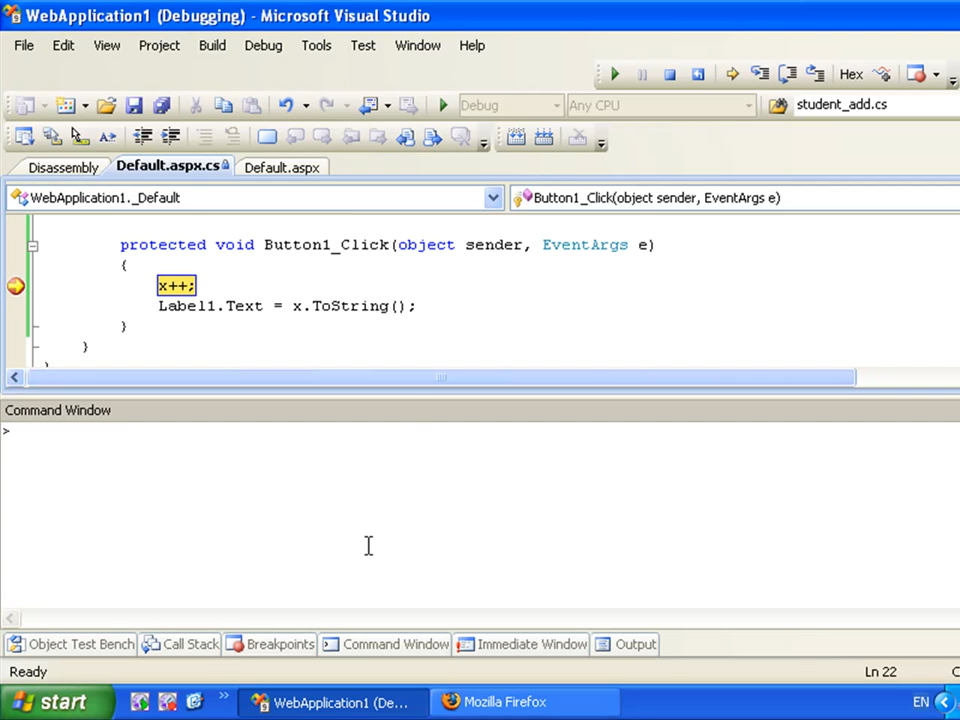 WebApplication1 (Debugging) - Microsoft Visual Studio
File Edit View Project Build Debug Tools Test Window Help
Hex
Debug Any CPU student_add.cs
Disassembly Default.aspx.cs Default.aspx
WebApplication1._Default Button1_Click(object sender, EventArgs e)
protected void Button1_Click(object sender, EventArgs e)
{
x++;
Label1.Text = x.ToString();
}
}
Command Window
>
Object Test Bench Call Stack Breakpoints Command Window Immediate Window Output
Ready Ln 22 C
start WebApplication1 (De... Mozilla Firefox EN